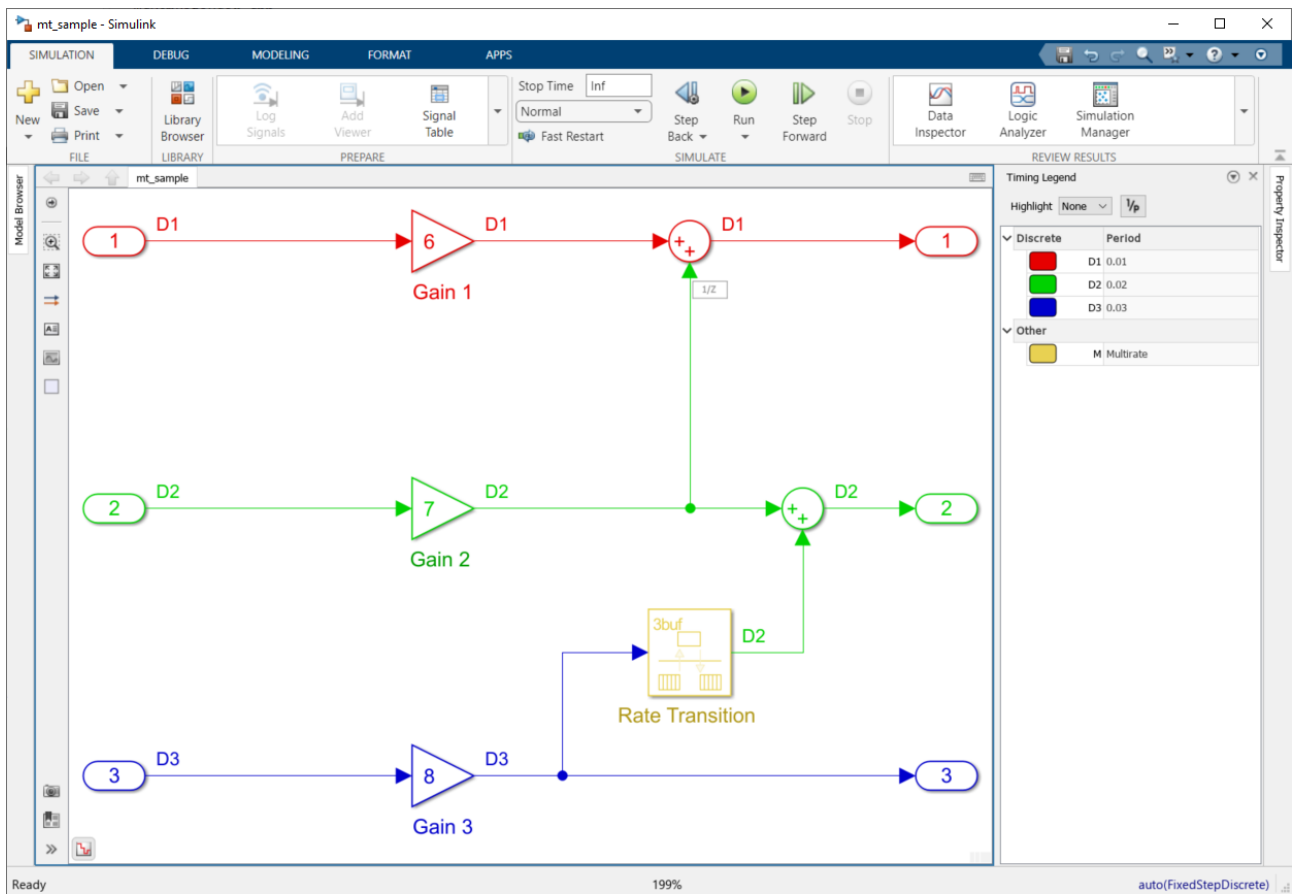 mt_sample - Simulink
SIMULATION DEBUG MODELING FORMAT APPS
New
Open
Save
Print
FILE
Library
Browser
LIBRARY
Log
Signals
Add
Viewer
Signal
Table
PREPARE
Stop Time Inf
Normal
Fast Restart
Step
Back
Run
Step
Forward
Stop
SIMULATE
Data
Inspector
Logic
Analyzer
Simulation
Manager
REVIEW RESULTS
Model Browser
mt_sample
1 D1 6 D1 D1 1
Gain 1
1/Z
2 D2 7 D2 D2 2
Gain 2
3buf
D2
Rate Transition
3 D3 8 D3 3
Gain 3
Timing Legend
Highlight None 1/P
Discrete Period
D1 0.01
D2 0.02
D3 0.03
Other
M Multirate
Property Inspector
Ready 199% auto(FixedStepDiscrete)